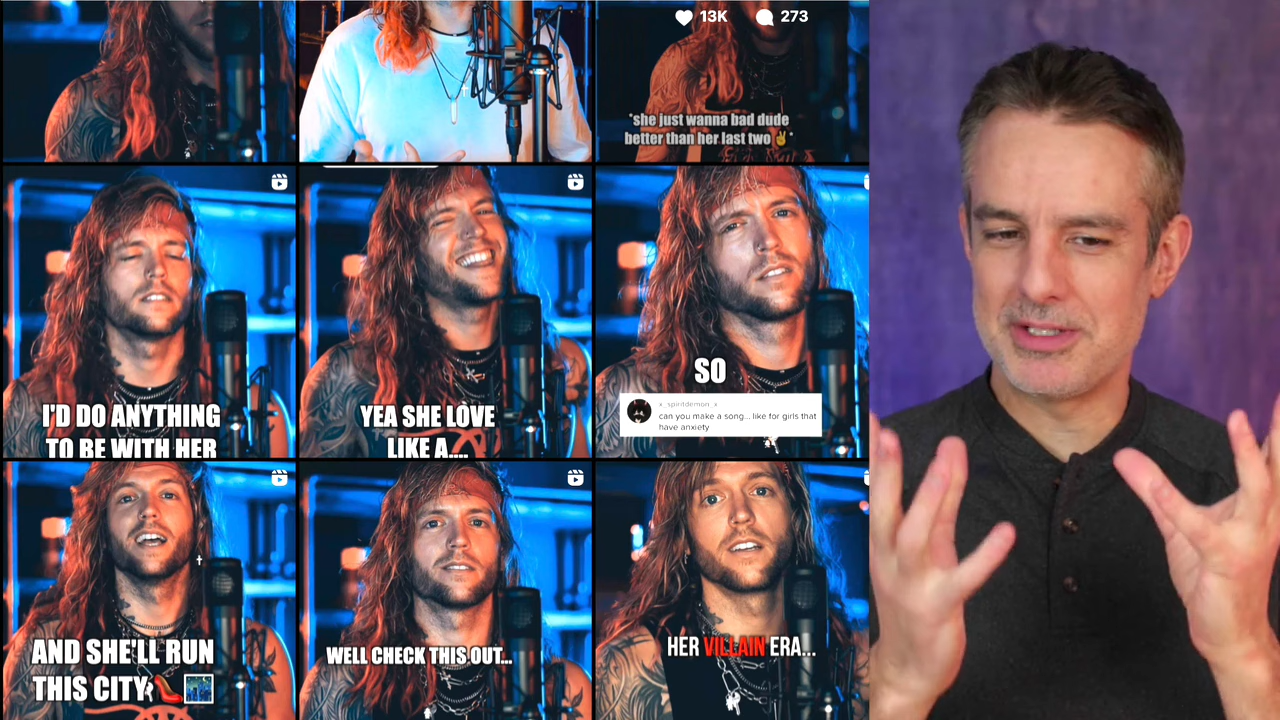 13K 273
*she just wanna bad dude
better than her last two✌️*
I'D DO ANYTHING
TO BE WITH HER
YEA SHE LOVE
LIKE A....
SO
x_spiritdemon_x
can you make a song... like for girls that
have anxiety
AND SHE'LL RUN
THIS CITY👠🌃
WELL CHECK THIS OUT...
HER VILLAIN ERA...